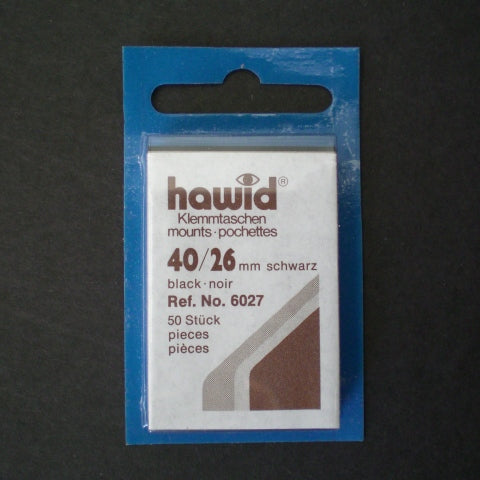 hawid®
Klemmtaschen
mounts·pochettes
40/26 mm schwarz
black·noir
Ref. No. 6027
50 Stück
pieces
pièces